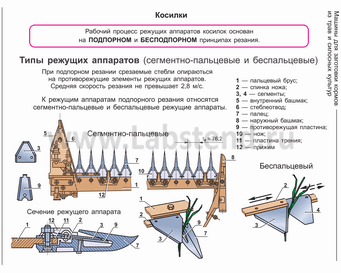 Косилки
Машины для заготовки кормов
из трав и силосных культур
Рабочий процесс режущих аппаратов косилок основан
на ПОДПОРНОМ и БЕСПОДПОРНОМ принципах резания.
Типы режущих аппаратов (сегментно-пальцевые и беспальцевые)
При подпорном резании срезаемые стебли опираются
на противорежущие элементы режущих аппаратов.
Средняя скорость резания не превышает 2,8 м/с.
К режущим аппаратам подпорного резания относятся
сегментно-пальцевые и беспальцевые режущие аппараты.
1 — пальцевый брус;
2 — спинка ножа;
3, 4 — сегменты;
5 — внутренний башмак;
6 — стеблеотвод;
7 — палец;
8 — наружный башмак;
9 — противорежущая пластина;
10 — нож;
11 — пластина трения;
12 — прижим
Сегментно-пальцевые
Беспальцевый
Сечение режущего аппарата